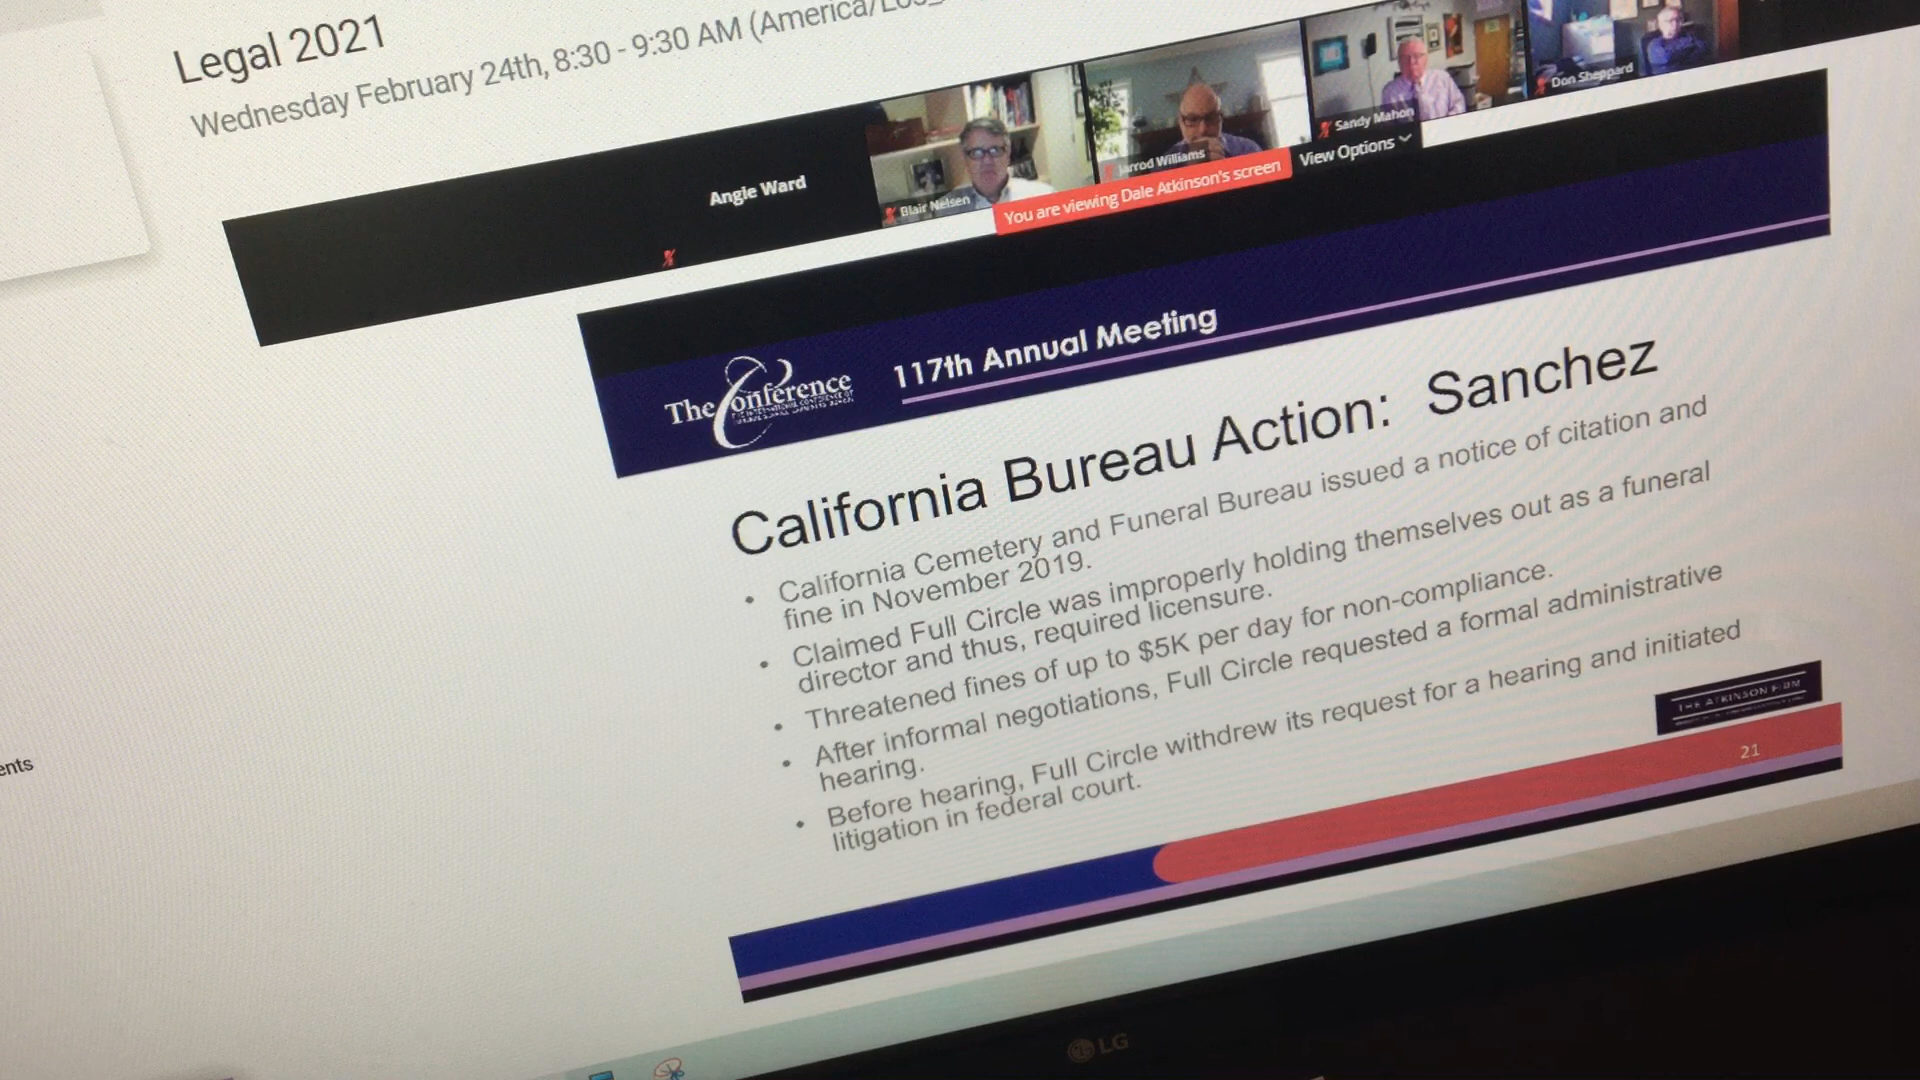 Legal 2021
Wednesday February 24th, 8:30 - 9:30 AM (America/Los_
Angie Ward
Blair Nelsen
Jarrod Williams
Sandy Mahon
Don Sheppard
You are viewing Dale Atkinson's screen
View Options
The Conference
117th Annual Meeting
California Bureau Action: Sanchez
• California Cemetery and Funeral Bureau issued a notice of citation and
fine in November 2019.
• Claimed Full Circle was improperly holding themselves out as a funeral
director and thus, required licensure.
• Threatened fines of up to $5K per day for non-compliance.
• After informal negotiations, Full Circle requested a formal administrative
hearing.
• Before hearing, Full Circle withdrew its request for a hearing and initiated
litigation in federal court.
THE ATKINSON FIRM
21
ents
LG